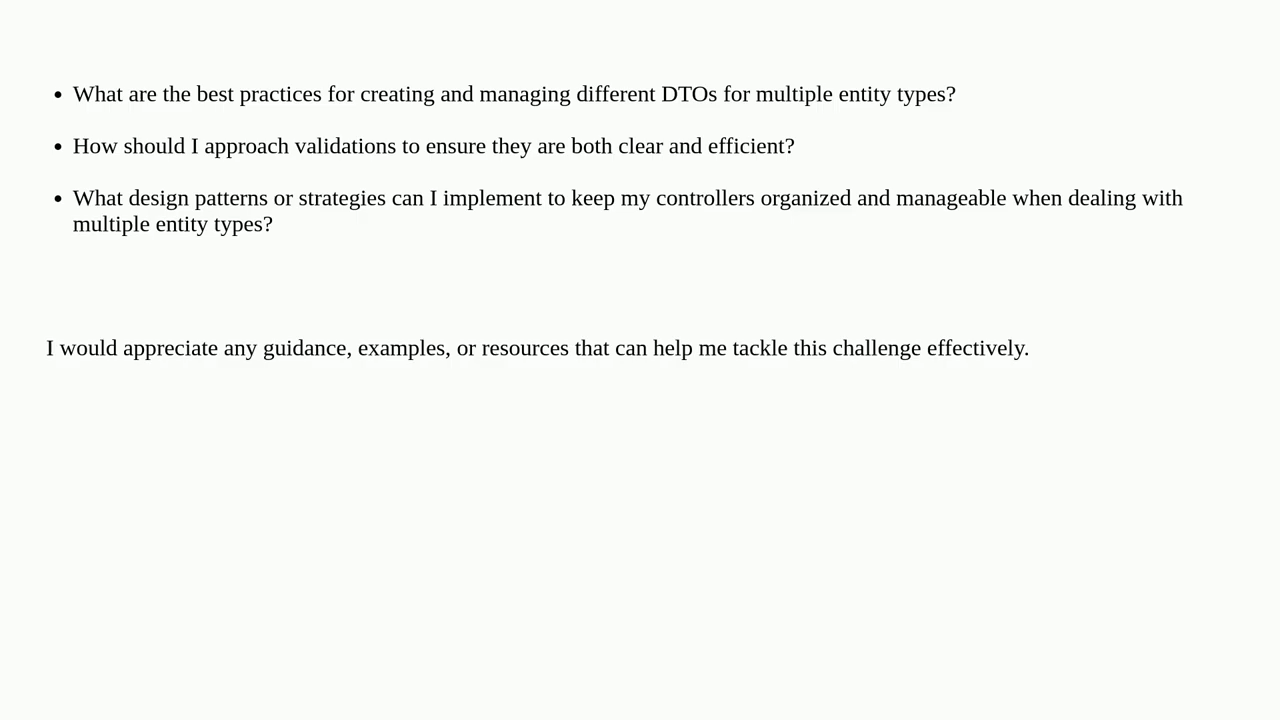 • What are the best practices for creating and managing different DTOs for multiple entity types?
• How should I approach validations to ensure they are both clear and efficient?
• What design patterns or strategies can I implement to keep my controllers organized and manageable when dealing with
multiple entity types?
I would appreciate any guidance, examples, or resources that can help me tackle this challenge effectively.